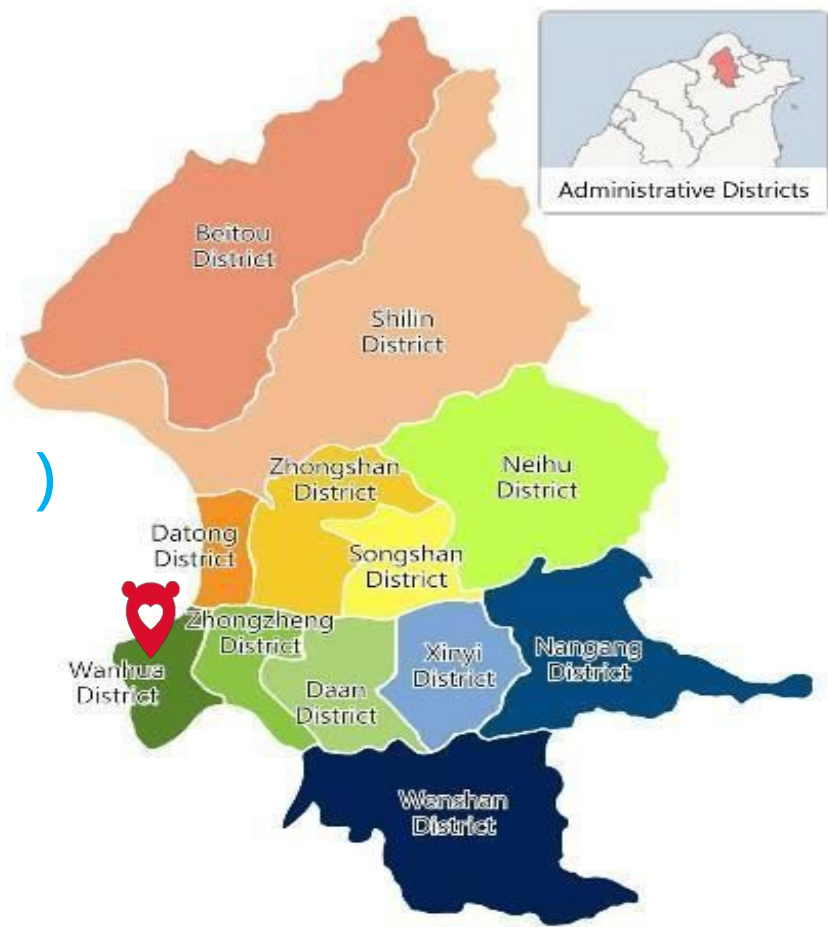 Administrative Districts
Beitou
District
Shilin
District
Zhongshan
District
Neihu
District
)
Datong
District
Songshan
District
Zhongzheng
District
Xinyi
District
Nangang
District
Wanhua
District
Daan
District
Wenshan
District